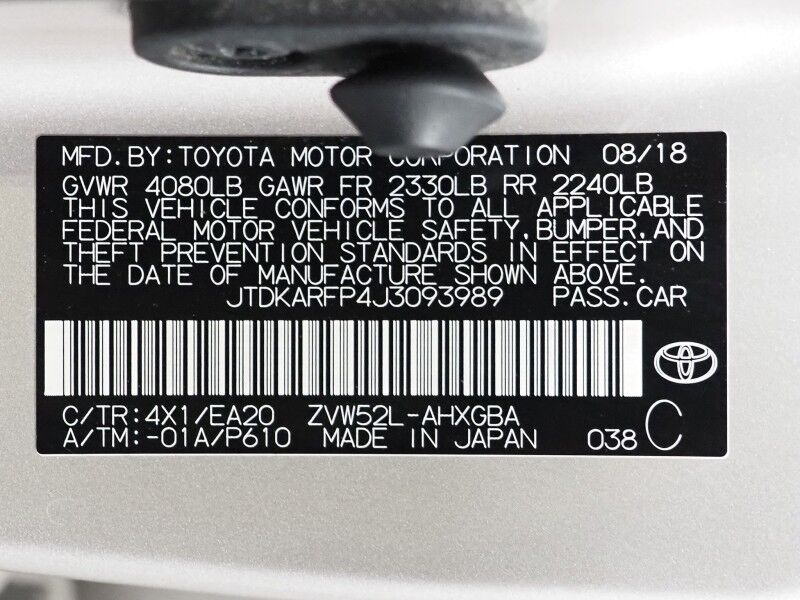 MFD.BY:TOYOTA MOTOR CORPORATION 08/18
GVWR 4080LB GAWR FR 2330LB RR 2240LB
THIS VEHICLE CONFORMS TO ALL APPLICABLE
FEDERAL MOTOR VEHICLE SAFETY,BUMPER,AND
THEFT PREVENTION STANDARDS IN EFFECT ON
THE DATE OF MANUFACTURE SHOWN ABOVE.
JTDKARFP4J3093989 PASS.CAR
C/TR:4X1/EA20 ZVW52L-AHXGBA
A/TM:-01A/P610 MADE IN JAPAN 038 C